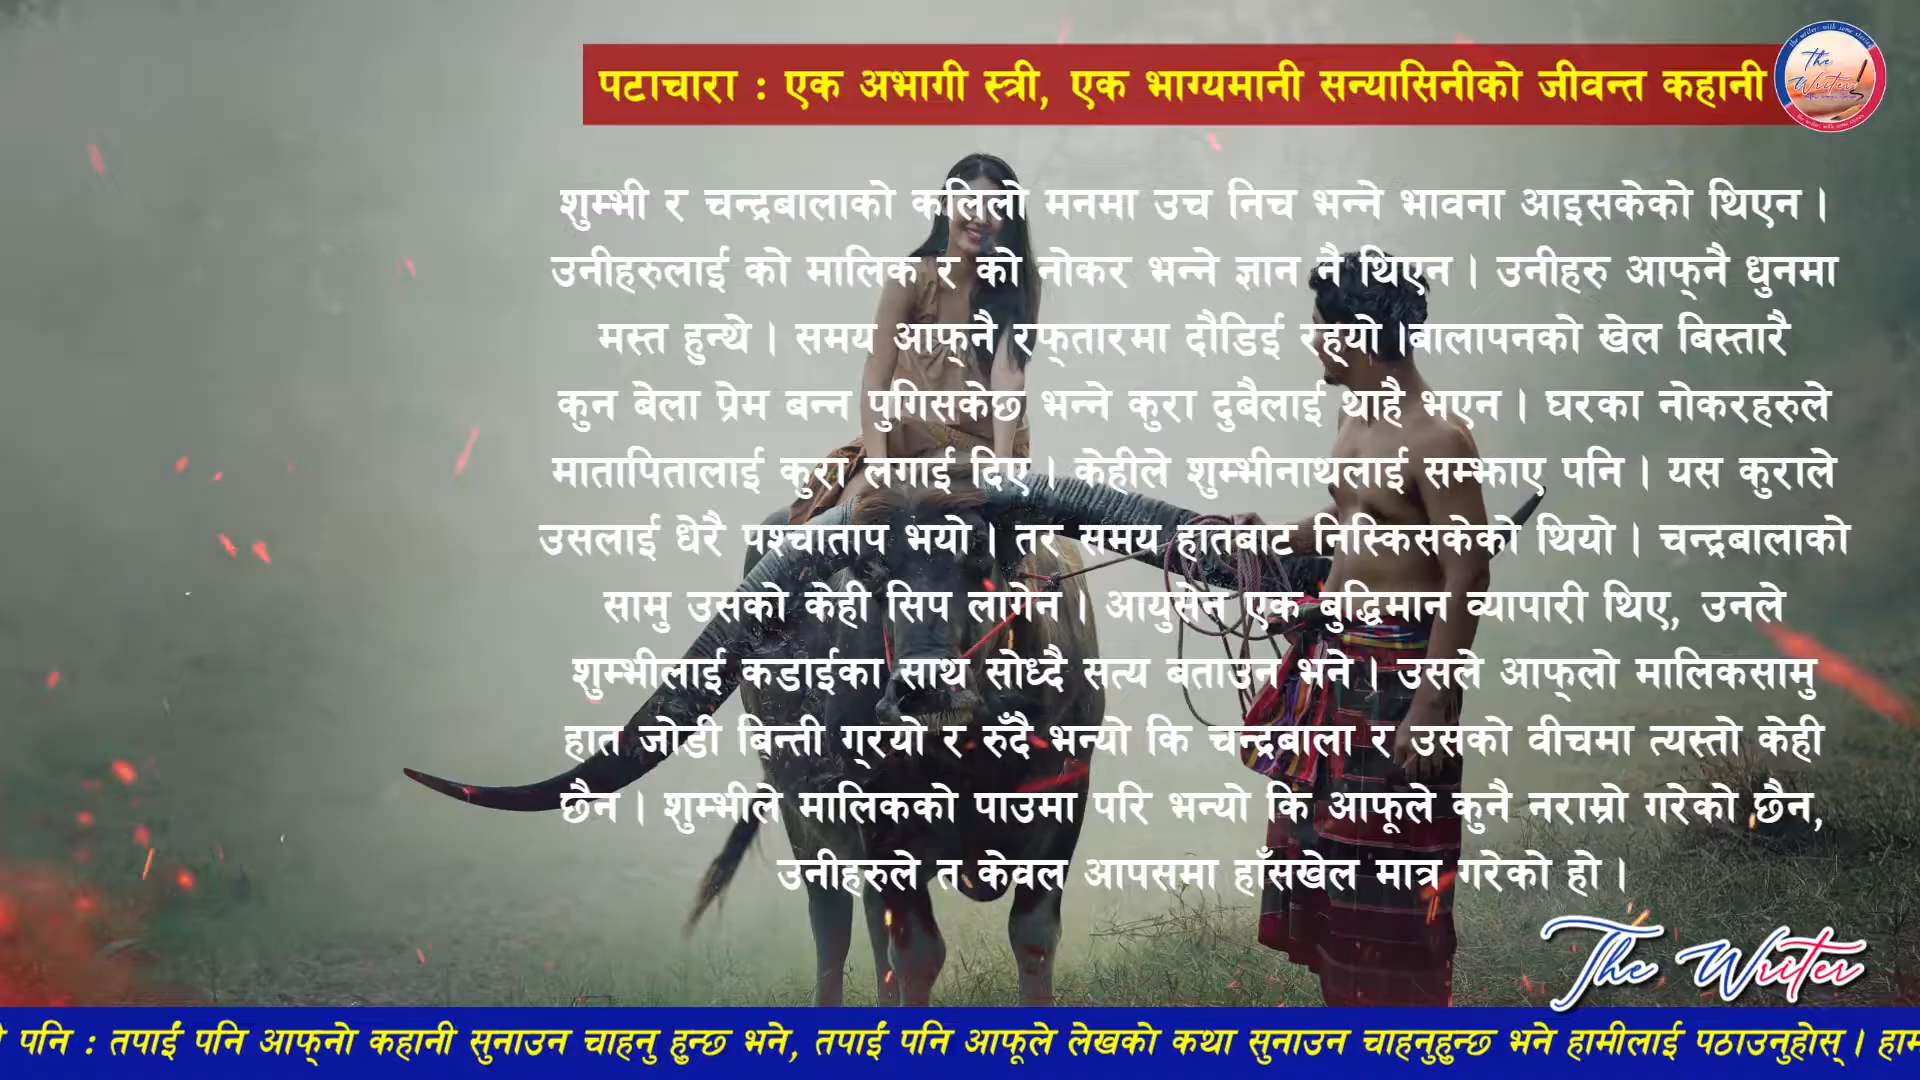 पटाचारा : एक अभागी स्त्री, एक भाग्यमानी सन्यासिनीको जीवन्त कहानी
The Writer
शुम्भी र चन्द्रबालाको कलिलो मनमा उच निच भन्ने भावना आइसकेको थिएन ।
उनीहरुलाई को मालिक र को नोकर भन्ने ज्ञान नै थिएन । उनीहरु आफ्‌नै धुनमा
मस्त हुन्थे । समय आफ्‌नै रफ्‌तारमा दौडिई रह्‌यो ।बालापनको खेल बिस्तारै
कुन बेला प्रेम बन्न पुगिसकेछ भन्ने कुरा दुबैलाई थाहै भएन । घरका नोकरहरुले
मातापितालाई कुरा लगाई दिए । केहीले शुम्भीनाथलाई सम्झाए पनि । यस कुराले
उसलाई धेरै पश्चाताप भयो । तर समय हातबाट निस्किसकेको थियो । चन्द्रबालाको
सामु उसको केही सिप लागेन । आयुसेन एक बुद्धिमान व्यापारी थिए, उनले
शुम्भीलाई कडाईका साथ सोध्दै सत्य बताउन भने । उसले आफ्‌लो मालिकसामु
हात जोडी बिन्ती ग्‌रयो र रुँदै भन्यो कि चन्द्रबाला र उसको वीचमा त्यस्तो केही
छैन । शुम्भीले मालिकको पाउमा परि भन्यो कि आफूले कुनै नराम्रो गरेको छैन,
उनीहरुले त केवल आपसमा हाँसखेल मात्र गरेको हो ।
The Writer
पनि : तपाईं पनि आफ्‌नो कहानी सुनाउन चाहनु हुन्छ भने, तपाईं पनि आफूले लेखको कथा सुनाउन चाहनुहुन्छ भने हामीलाई पठाउनुहोस् । हाम